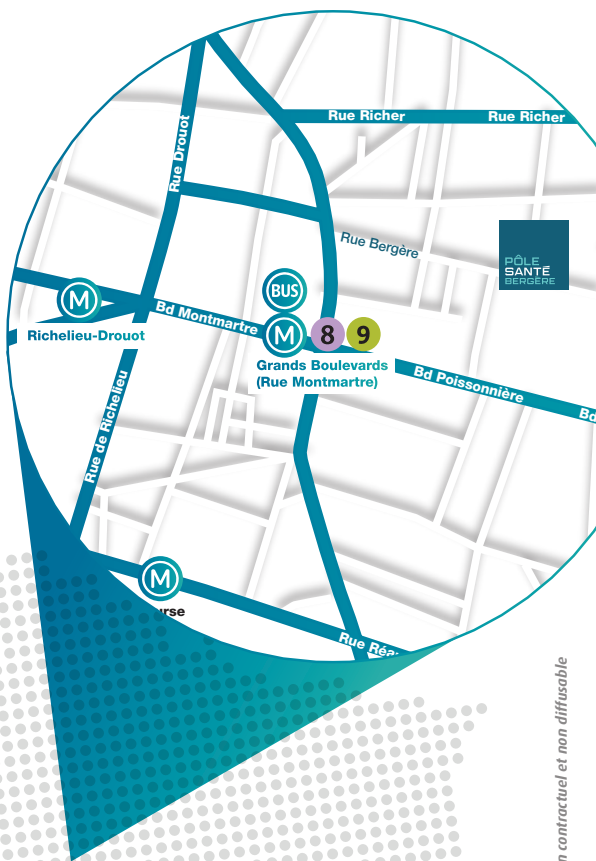 Rue Richer
Rue Richer
Rue Drouot
Rue Bergère
PÔLE
SANTÉ
BERGÈRE
BUS
M
Bd Montmartre
M
8
9
Richelieu-Drouot
Grands Boulevards
(Rue Montmartre)
Bd Poissonnière
Bd
Rue de Richelieu
M
urse
Rue Réau
n contractuel et non diffusable